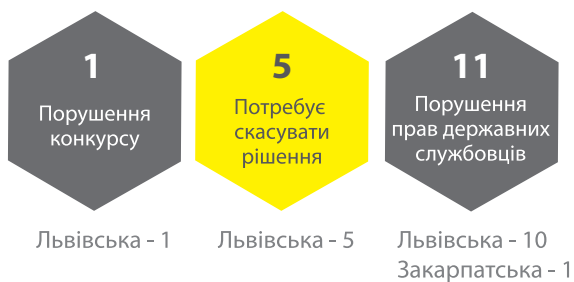 1
Порушення
конкурсу
Львівська - 1
5
Потребує
скасувати
рішення
Львівська - 5
11
Порушення
прав державних
службовців
Львівська - 10
Закарпатська - 1